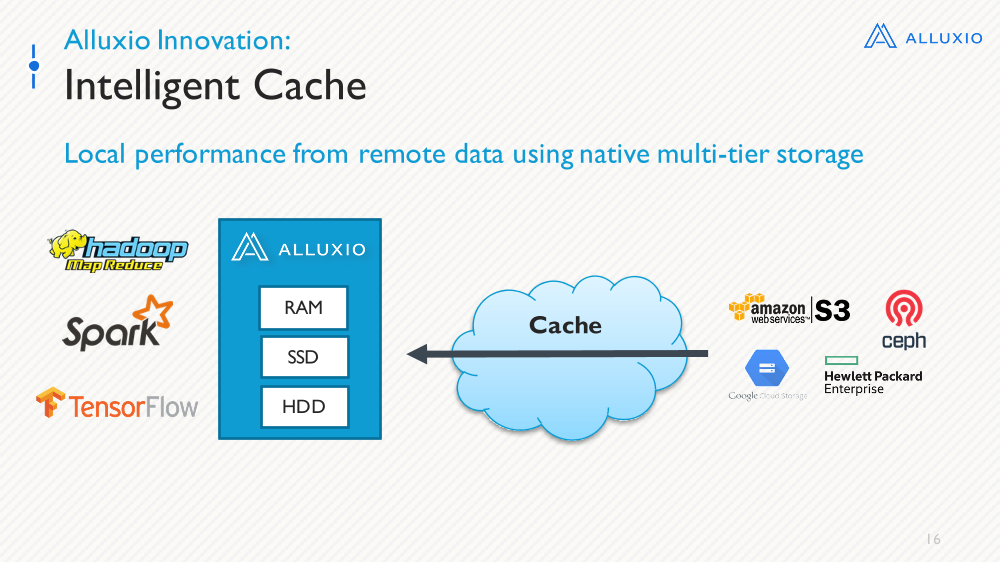 Alluxio Innovation:
ALLUXIO
Intelligent Cache
Local performance from remote data using native multi-tier storage
hadoop
Map Reduce
Spark
TensorFlow
ALLUXIO
RAM
SSD
HDD
Cache
amazon
web services™
S3
ceph
Google Cloud Storage
Hewlett Packard
Enterprise
16